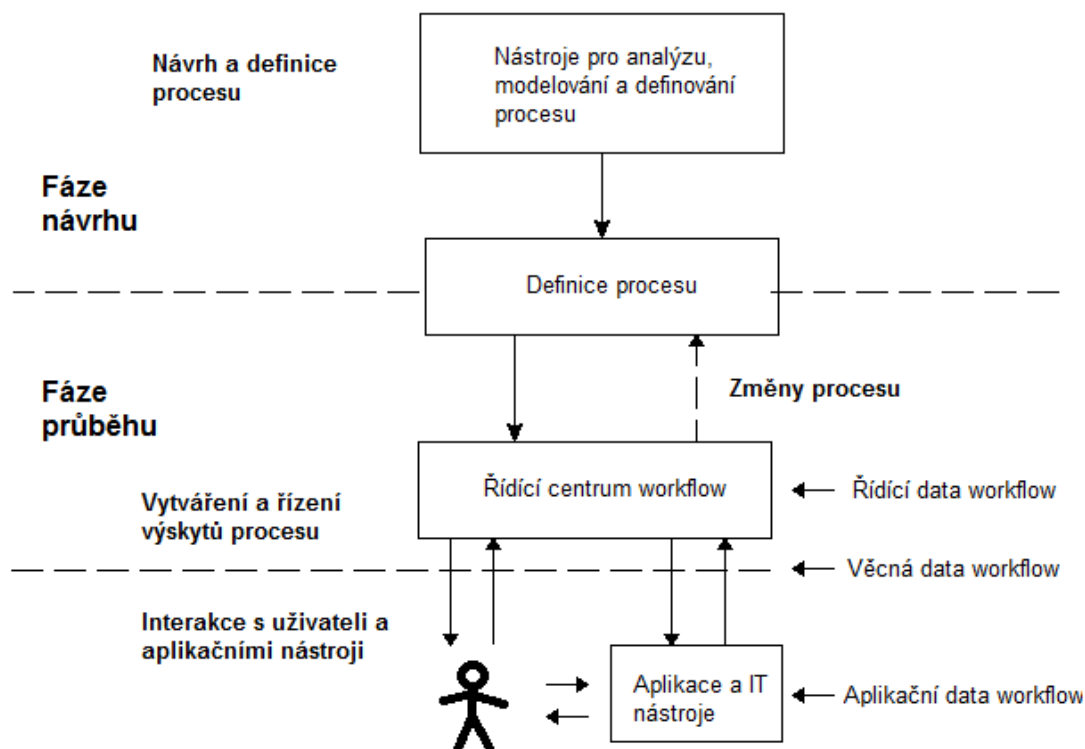 Návrh a definice
procesu
Nástroje pro analýzu,
modelování a definování
procesu
Fáze
návrhu
Definice procesu
Fáze
průběhu
Změny procesu
Řídící centrum workflow
Řídící data workflow
Vytváření a řízení
výskytů procesu
Věcná data workflow
Interakce s uživateli a
aplikačními nástroji
Aplikace a IT
nástroje
Aplikační data workflow